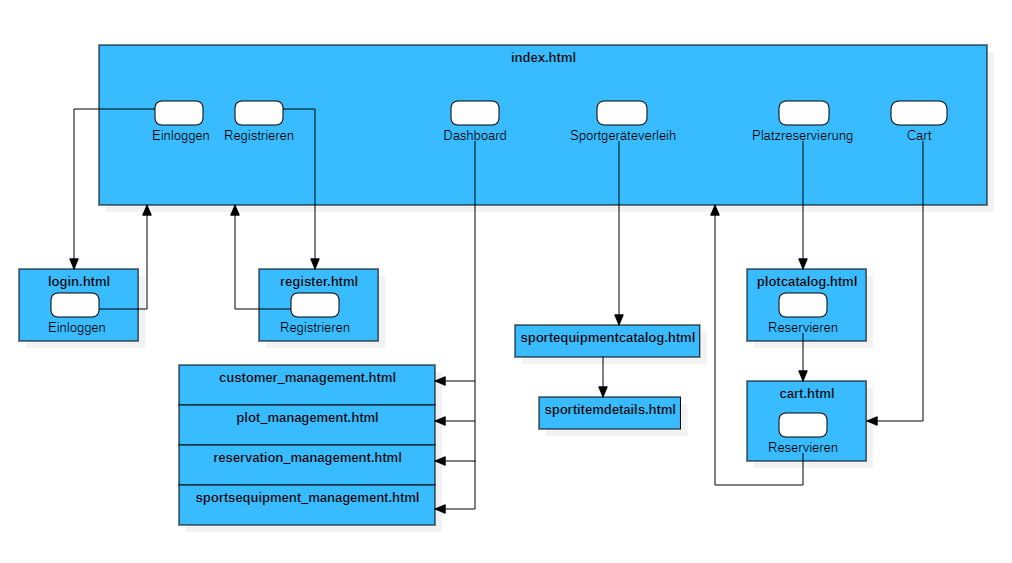 index.html
Einloggen
Registrieren
Dashboard
Sportgeräteverleih
Platzreservierung
Cart
login.html
Einloggen
register.html
Registrieren
plotcatalog.html
Reservieren
sportequipmentcatalog.html
customer_management.html
plot_management.html
reservation_management.html
sportsequipment_management.html
sportitemdetails.html
cart.html
Reservieren